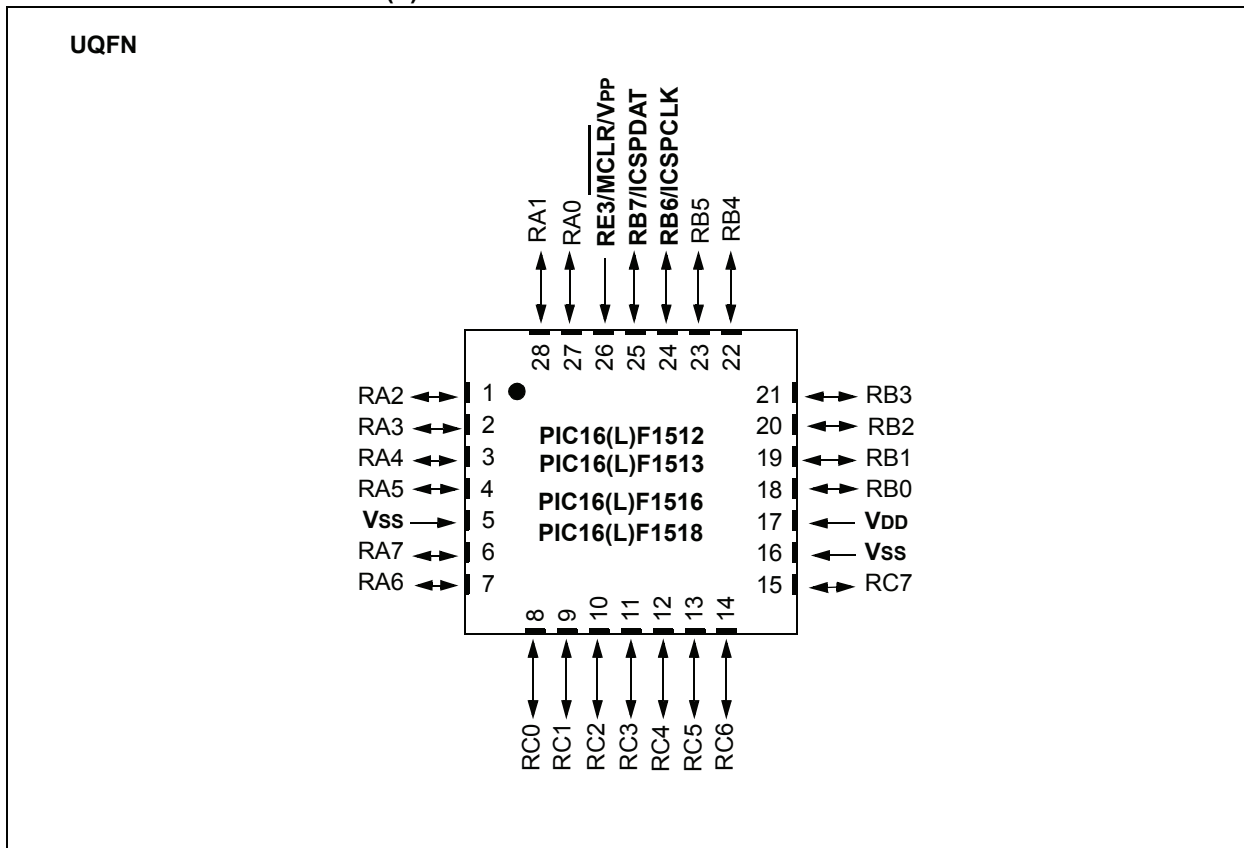 UQFN
RA1
RA0
RE3/MCLR/VPP
RB7/ICSPDAT
RB6/ICSPCLK
RB5
RB4
28
27
26
25
24
23
22
RA2 1
RA3 2
RA4 3
RA5 4
VSS 5
RA7 6
RA6 7
PIC16(L)F1512
PIC16(L)F1513
PIC16(L)F1516
PIC16(L)F1518
21 RB3
20 RB2
19 RB1
18 RB0
17 VDD
16 VSS
15 RC7
8
9
10
11
12
13
14
RC0
RC1
RC2
RC3
RC4
RC5
RC6